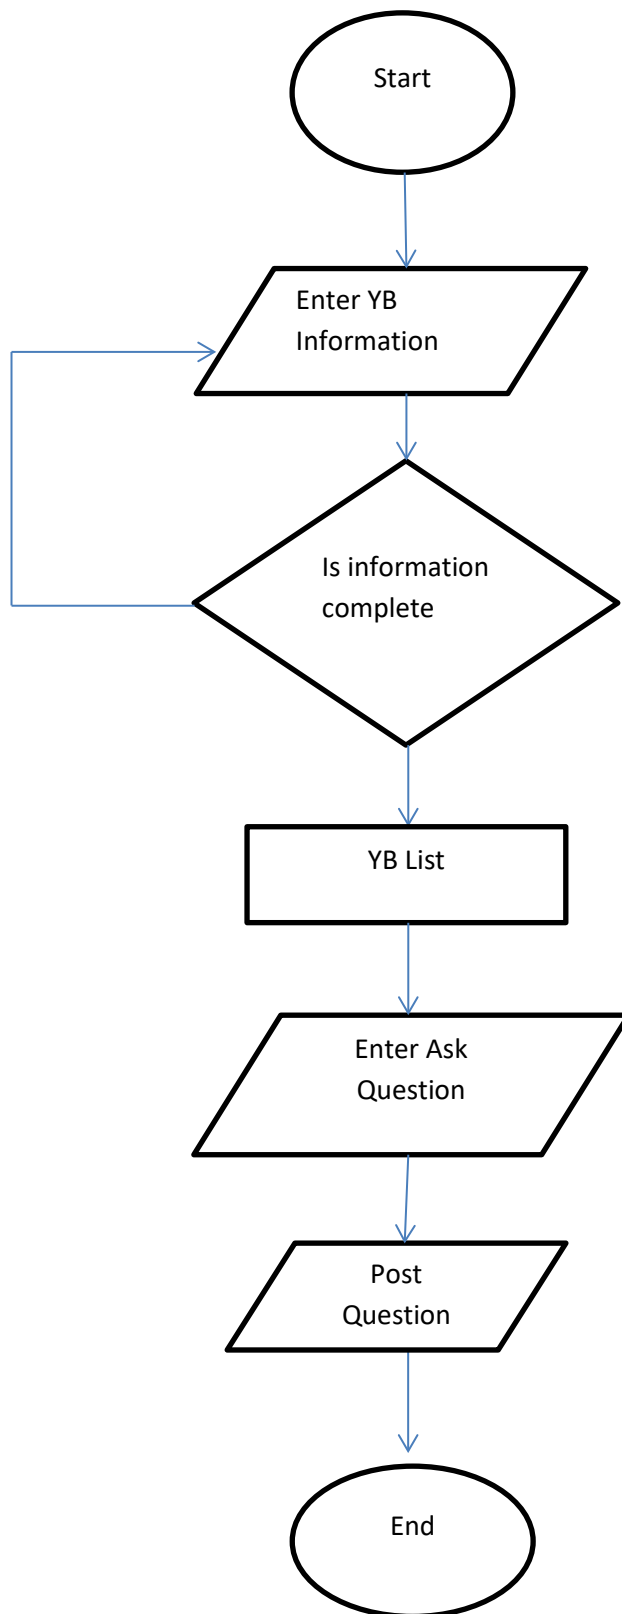 Start
Enter YB
Information
Is information
complete
YB List
Enter Ask
Question
Post
Question
End